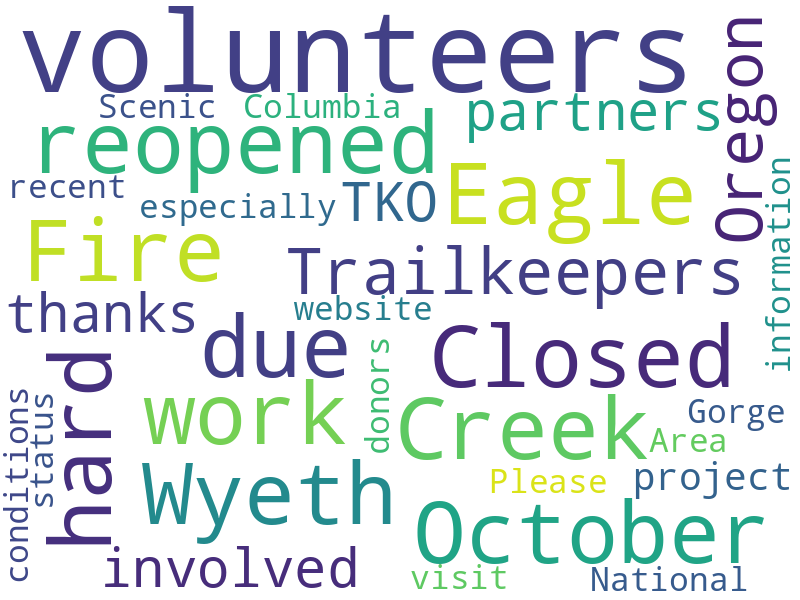 volunteers
Oregon
Scenic
Columbia
partners
reopened
recent
especially
TKO
Eagle
information
Fire
Trailkeepers
thanks
website
due
Closed
hard
donors
work
Creek
conditions
status
Gorge
Area
Wyeth
Please
project
October
involved
visit
National